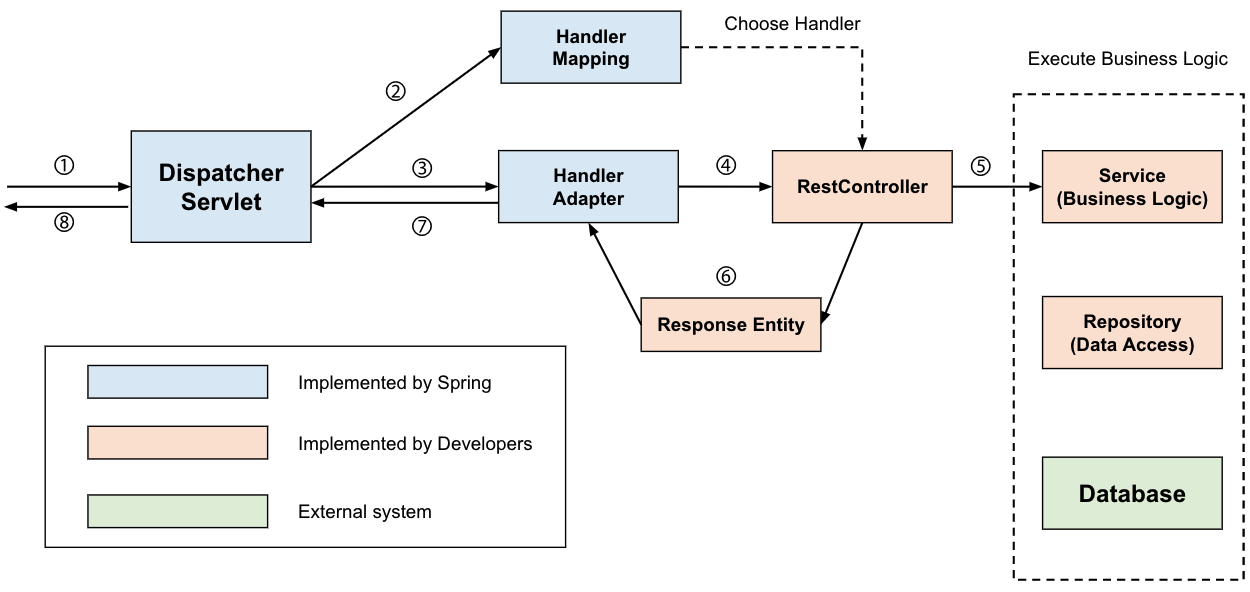 Choose Handler
Handler
Mapping
Execute Business Logic
②
①
Dispatcher
Servlet
③
Handler
Adapter
④
RestController
⑤
Service
(Business Logic)
⑧
⑦
⑥
Response Entity
Repository
(Data Access)
Implemented by Spring
Implemented by Developers
Database
External system